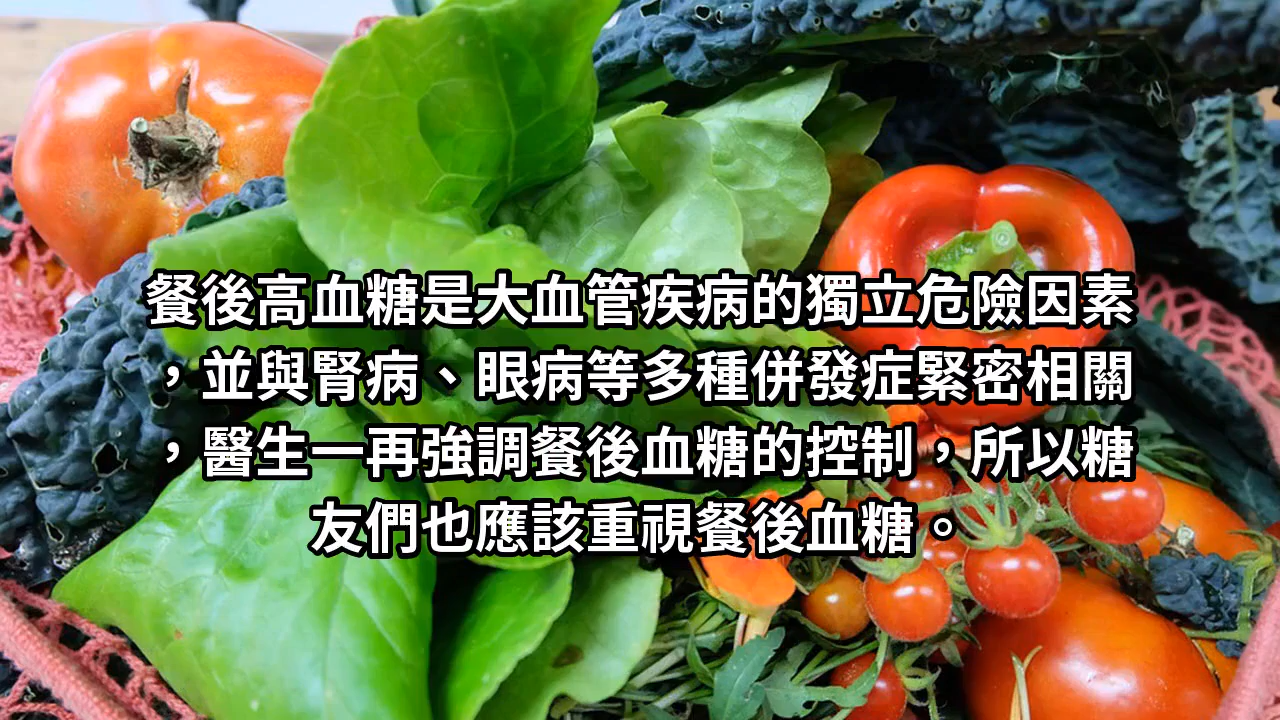 餐後高血糖是大血管疾病的獨立危險因素
，並與腎病、眼病等多種併發症緊密相關
，醫生一再強調餐後血糖的控制，所以糖
友們也應該重視餐後血糖。